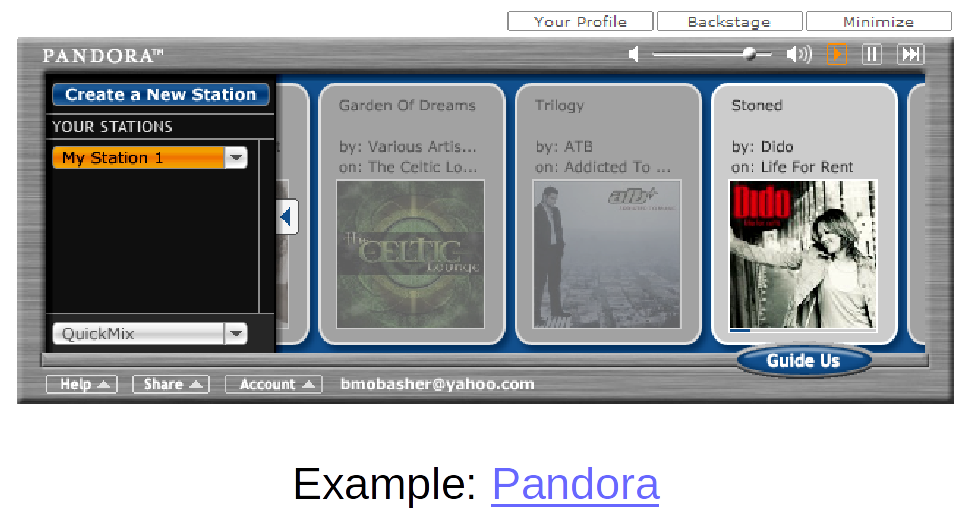 Your Profile Backstage Minimize
PANDORA™
Create a New Station
YOUR STATIONS
My Station 1
QuickMix
Garden Of Dreams
by: Various Artis...
on: The Celtic Lo...
the
CELTIC
Lounge
Trilogy
by: ATB
on: Addicted To ...
ATB
Stoned
by: Dido
on: Life For Rent
Dido
Guide Us
Help Share Account bmobasher@yahoo.com
Example: Pandora